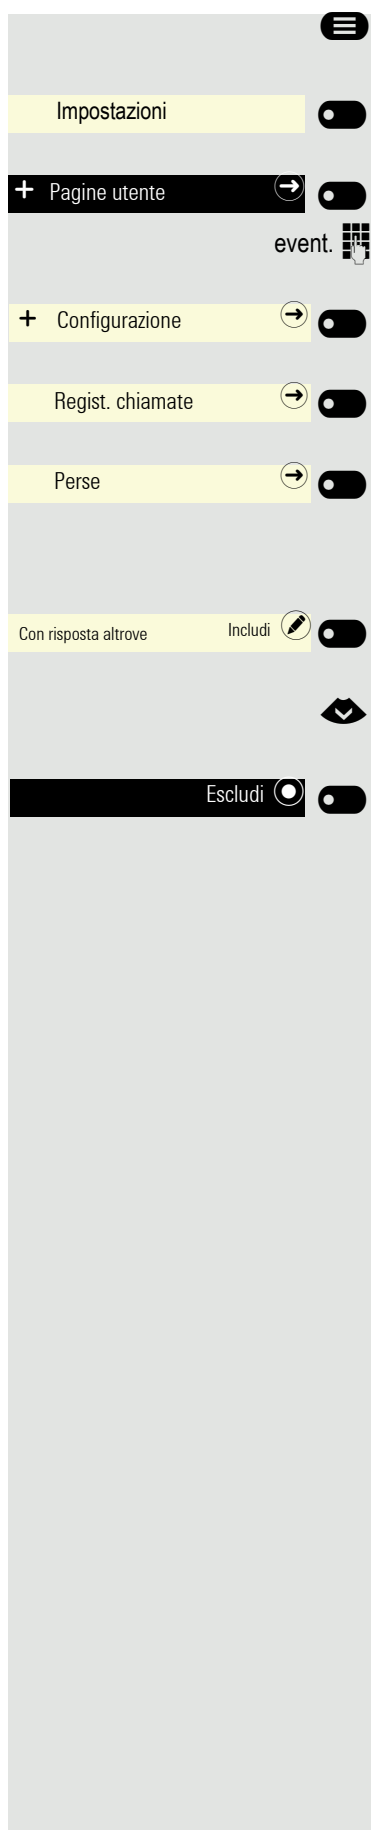 Impostazioni
+ Pagine utente
event.
+ Configurazione
Regist. chiamate
Perse
Con risposta altrove Includi
Escludi